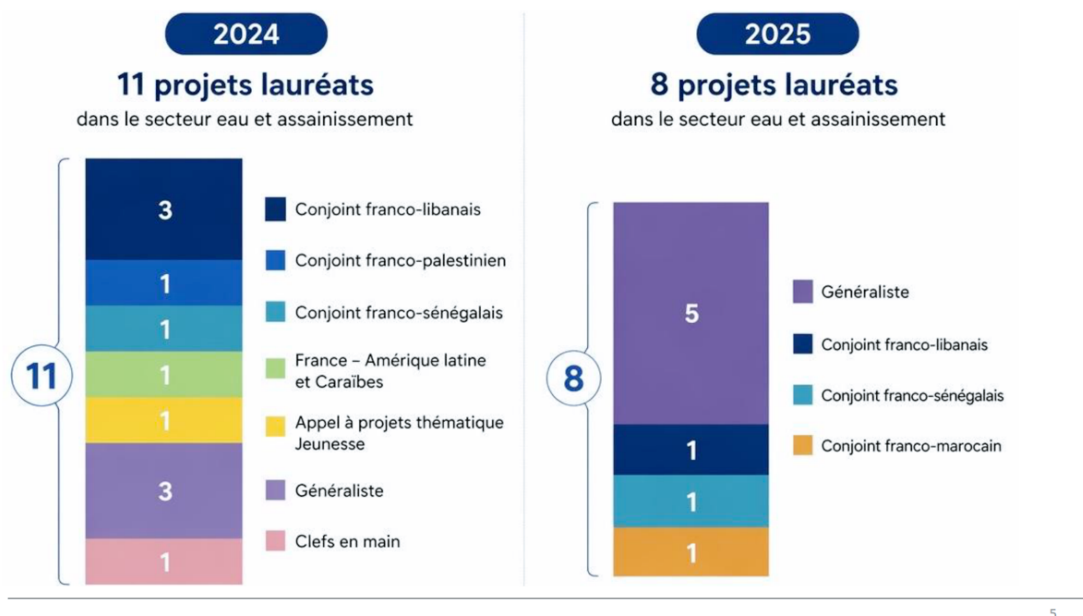 2024
11 projets lauréats
dans le secteur eau et assainissement
11
3
1
1
1
1
3
1
Conjoint franco-libanais
Conjoint franco-palestinien
Conjoint franco-sénégalais
France – Amérique latine
et Caraïbes
Appel à projets thématique
Jeunesse
Généraliste
Clefs en main
2025
8 projets lauréats
dans le secteur eau et assainissement
8
5
1
1
1
Généraliste
Conjoint franco-libanais
Conjoint franco-sénégalais
Conjoint franco-marocain
5